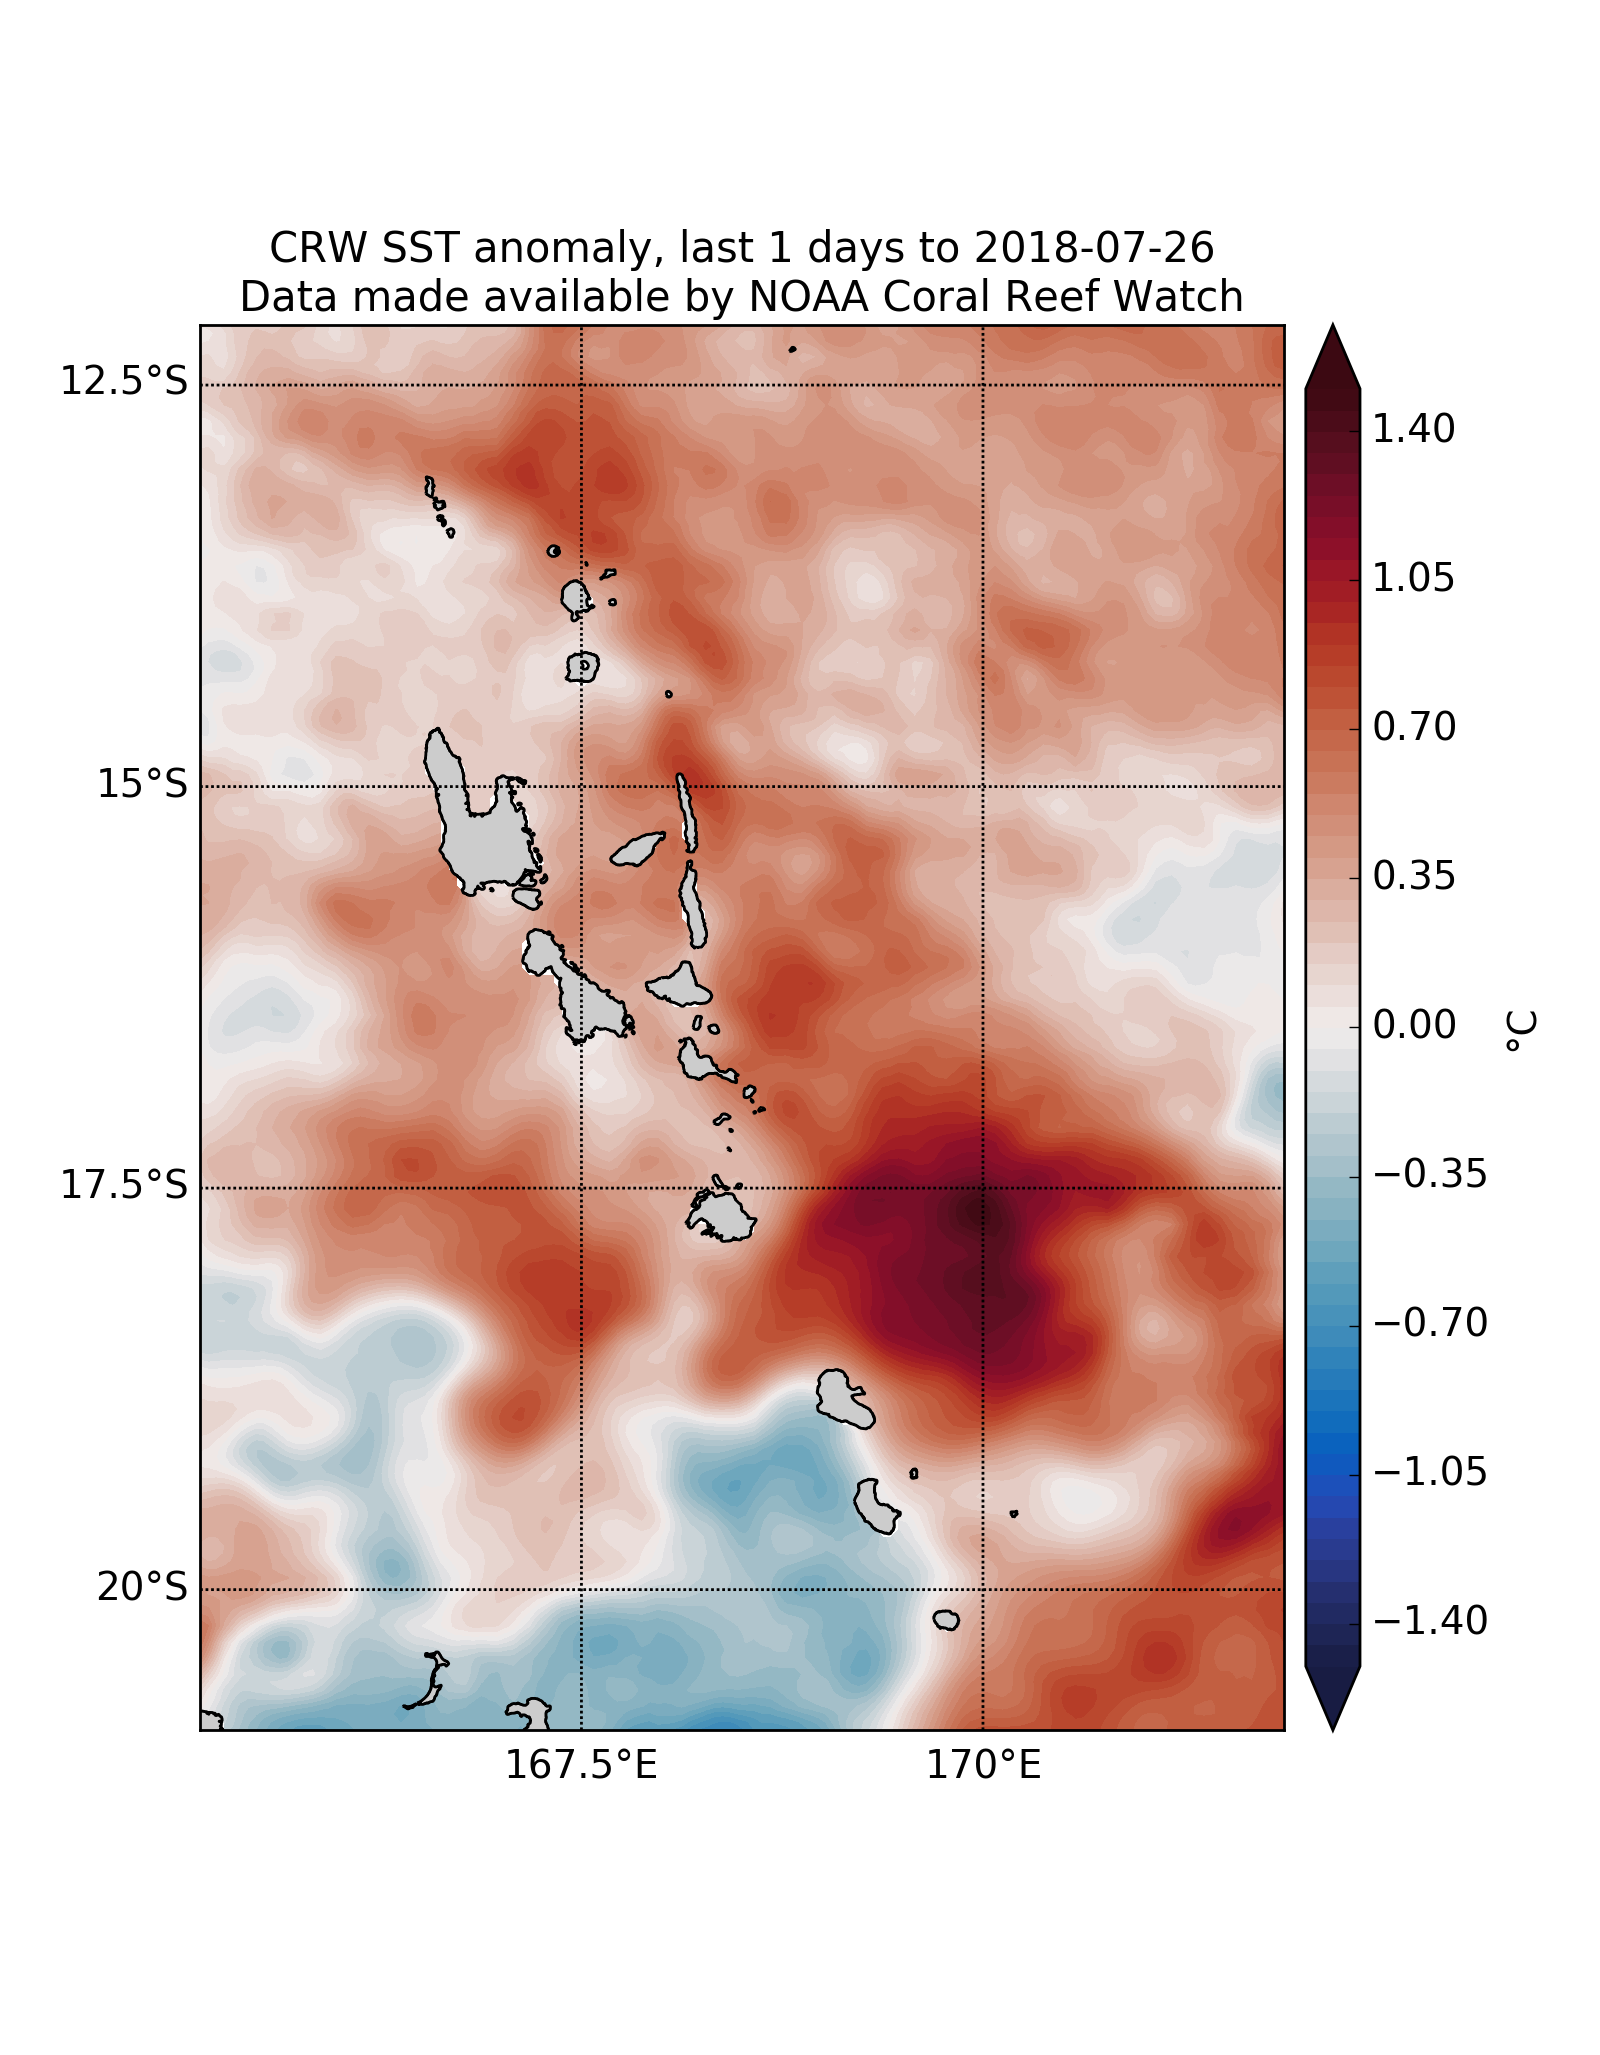 CRW SST anomaly, last 1 days to 2018-07-26
Data made available by NOAA Coral Reef Watch
12.5°S
15°S
17.5°S
20°S
167.5°E
170°E
1.40
1.05
0.70
0.35
0.00
−0.35
−0.70
−1.05
−1.40
°C